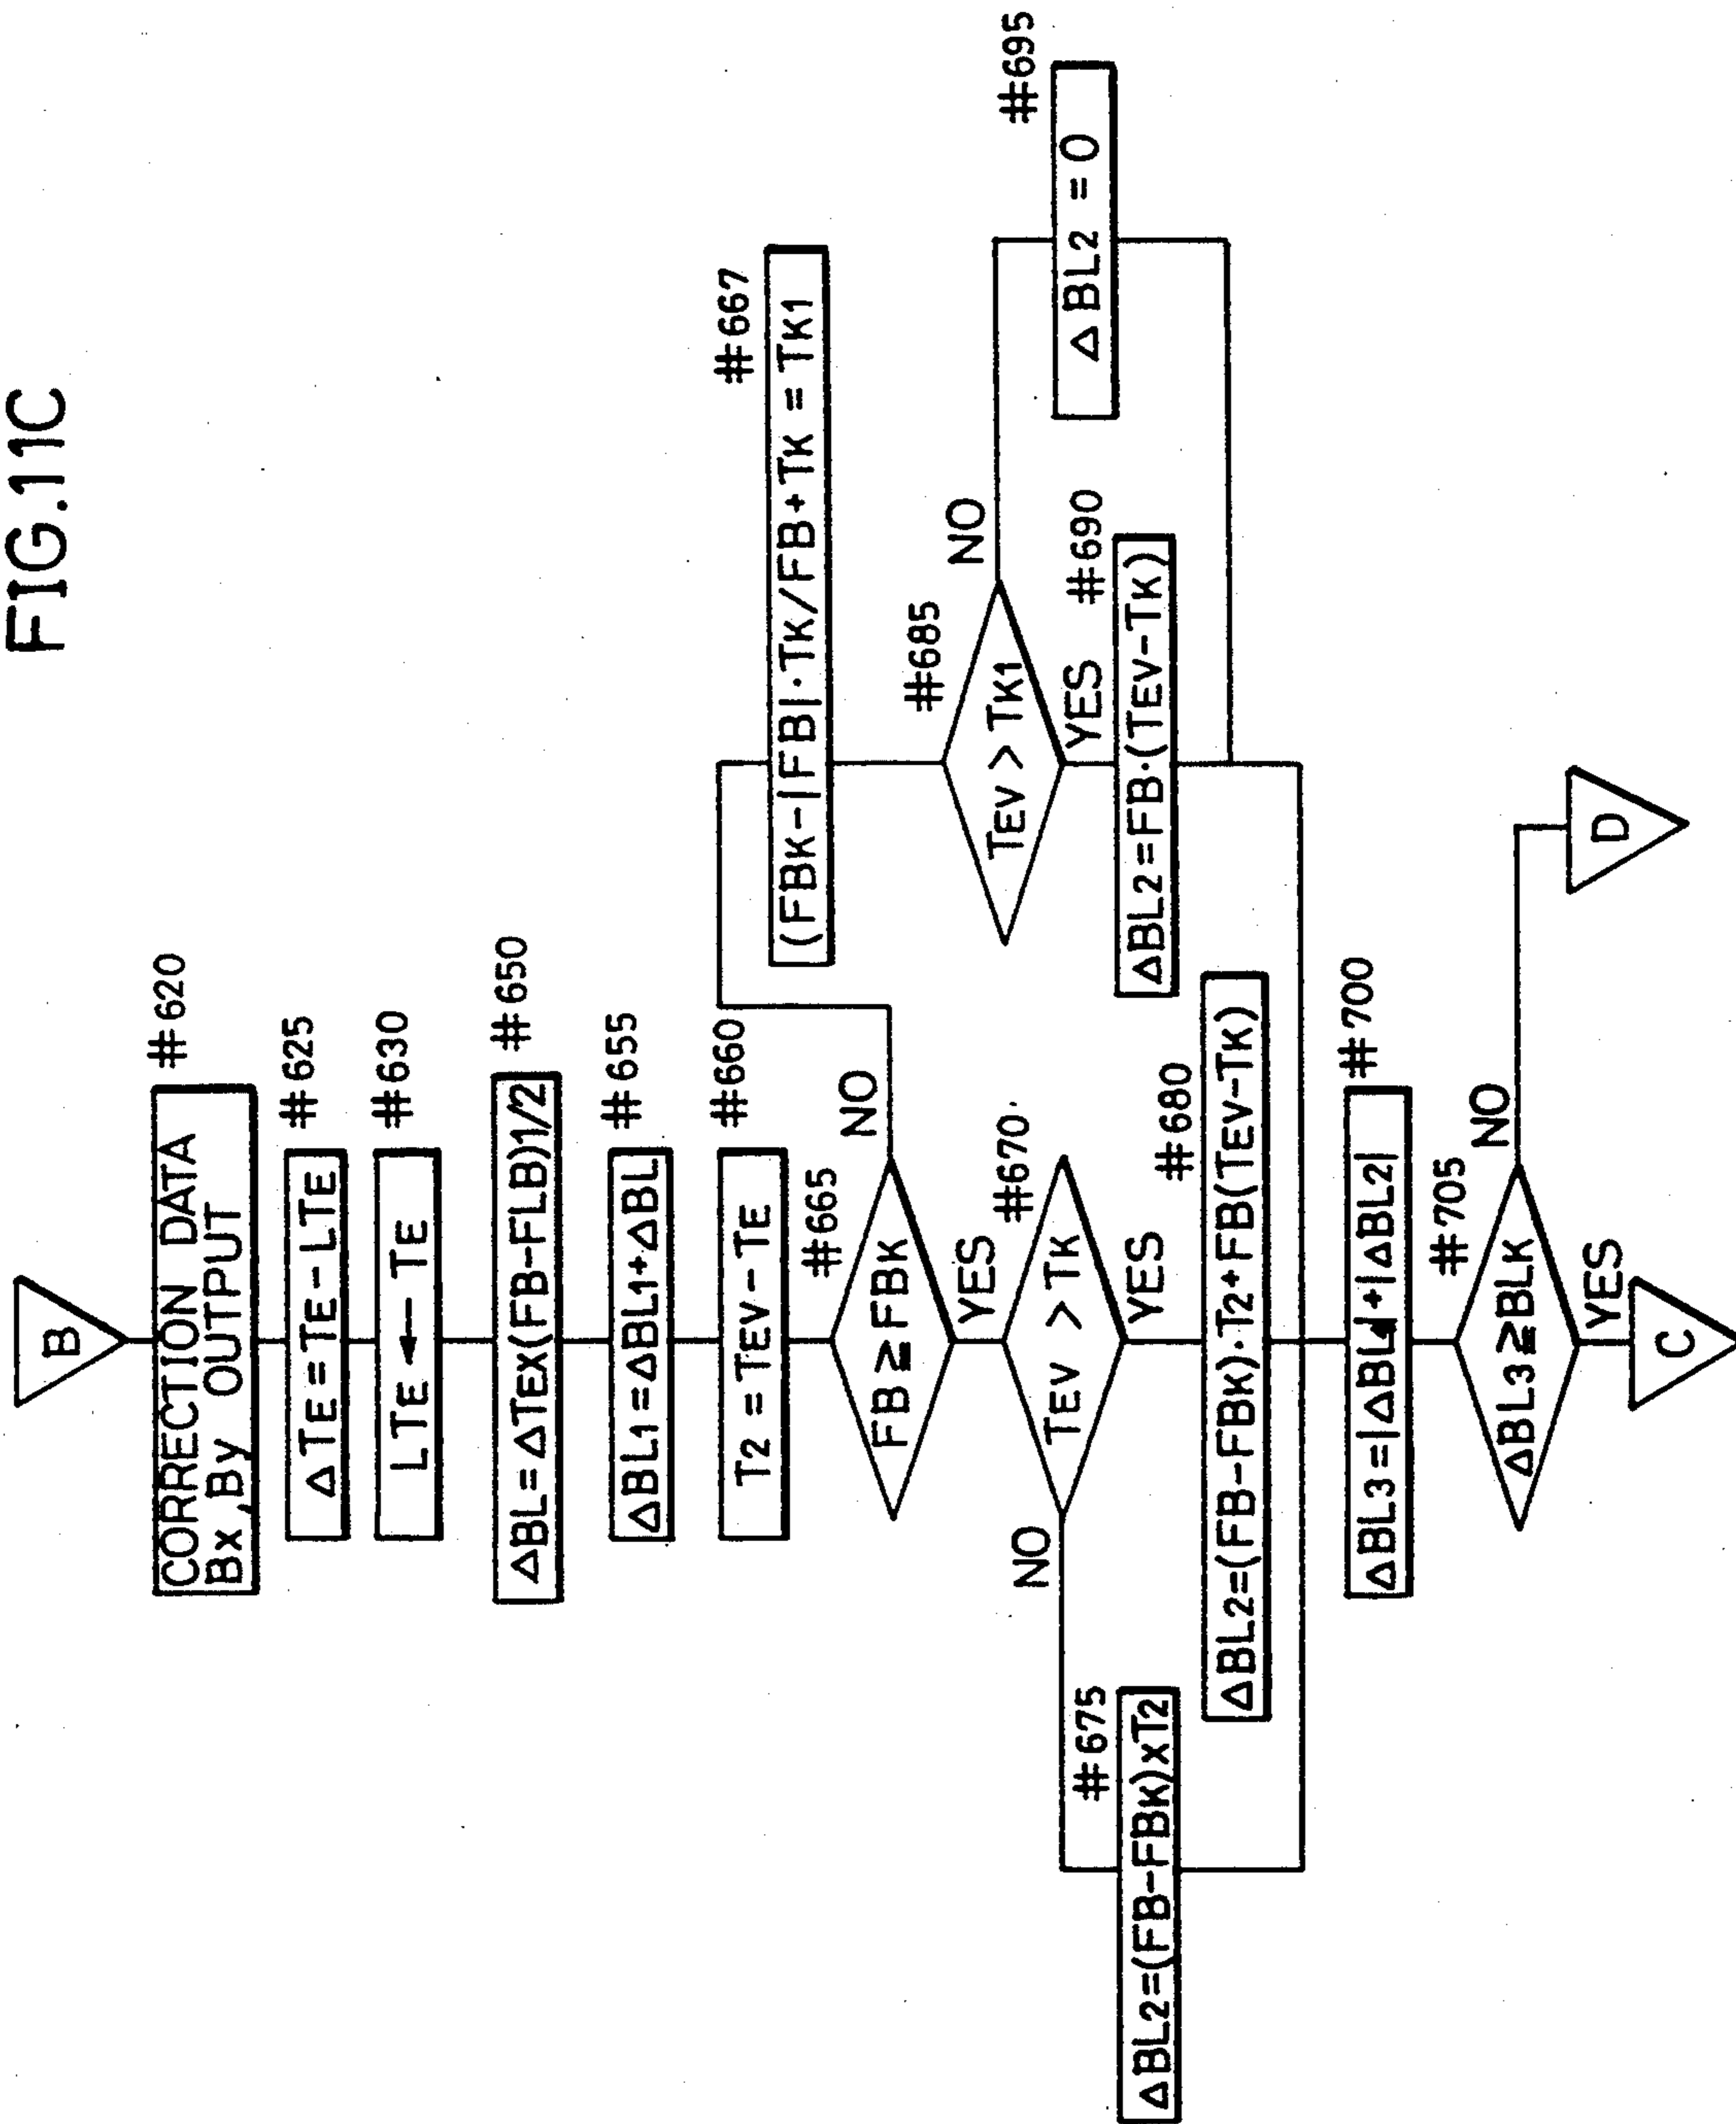 FIG.11C
B
CORRECTION DATA
Bx,By OUTPUT
#620
ΔTE=TE-LTE
#625
LTE ← TE
#630
ΔBL=ΔTEx(FB-FLB)1/2
#650
ΔBL1=ΔBL1+ΔBL
#655
T2=TEV-TE
#660
FB≧FBK
#665
NO
YES
(FBK-|FB|·TK/FB+TK=TK1
#667
TEV>TK
#670
NO
YES
TEV>TK1
#685
NO
YES
ΔBL2=(FB-FBK)xT2
#675
ΔBL2=(FB-FBK)·T2+FB(TEV-TK)
#680
ΔBL2=FB·(TEV-TK)
#690
ΔBL2=0
#695
ΔBL3=|ΔBL1|+|ΔBL2|
#700
ΔBL3≧BLK
#705
NO
YES
C
D